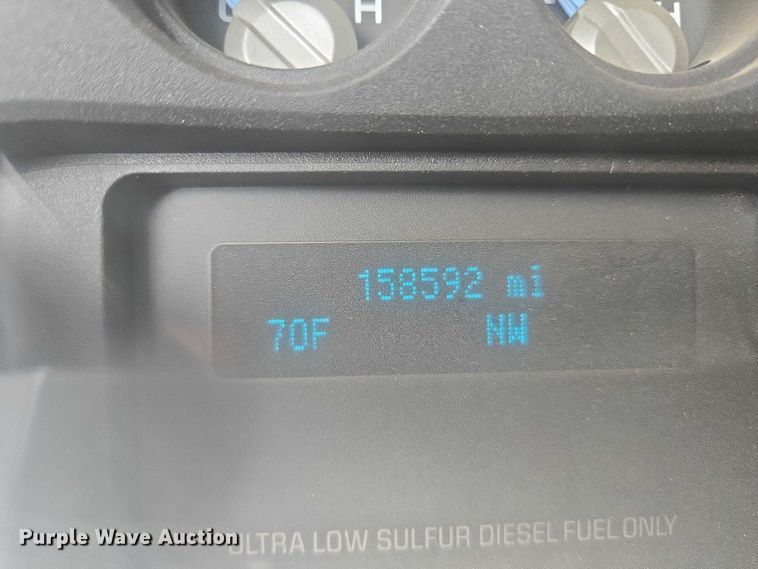 H
H
158592 mi
70F NW
ULTRA LOW SULFUR DIESEL FUEL ONLY
Purple Wave Auction